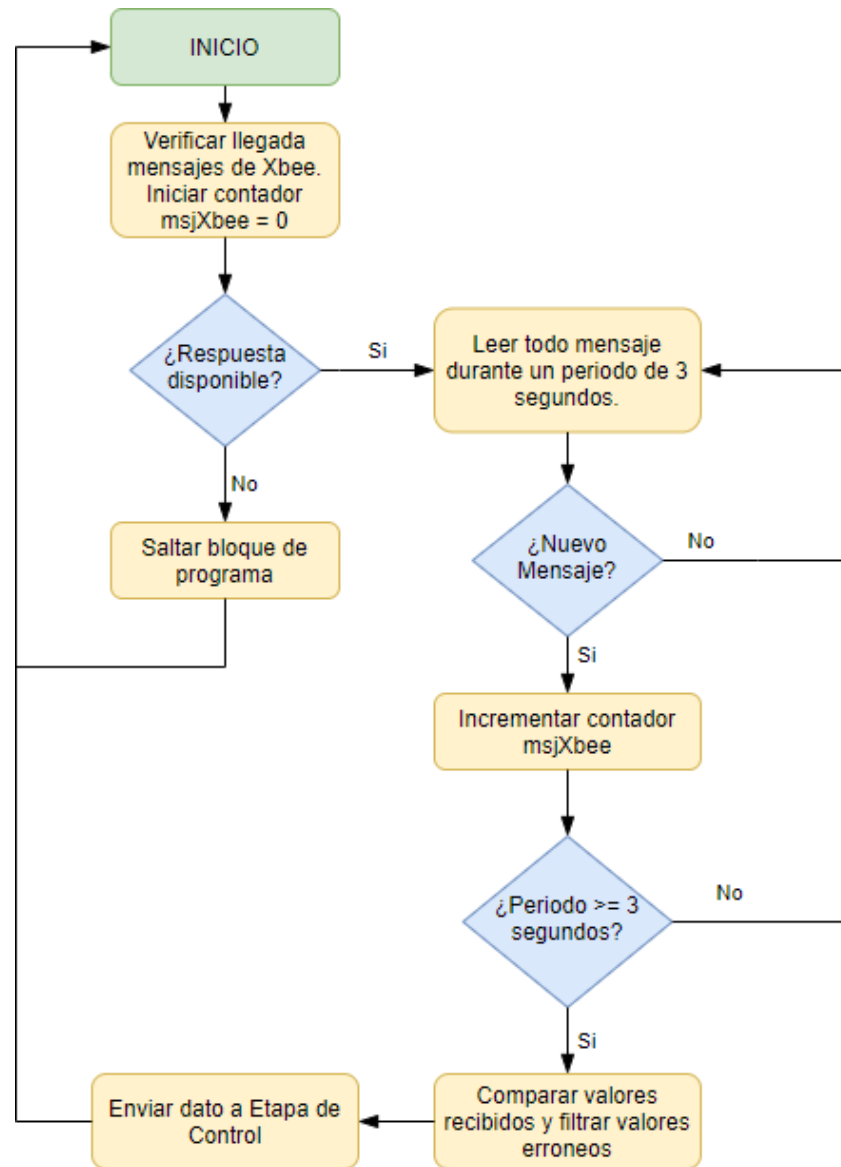 INICIO
Verificar llegada
mensajes de Xbee.
Iniciar contador
msjXbee = 0
¿Respuesta
disponible?
Si
No
Saltar bloque de
programa
Leer todo mensaje
durante un periodo de 3
segundos.
¿Nuevo
Mensaje?
No
Si
Incrementar contador
msjXbee
¿Periodo >= 3
segundos?
No
Si
Comparar valores
recibidos y filtrar valores
erroneos
Enviar dato a Etapa de
Control